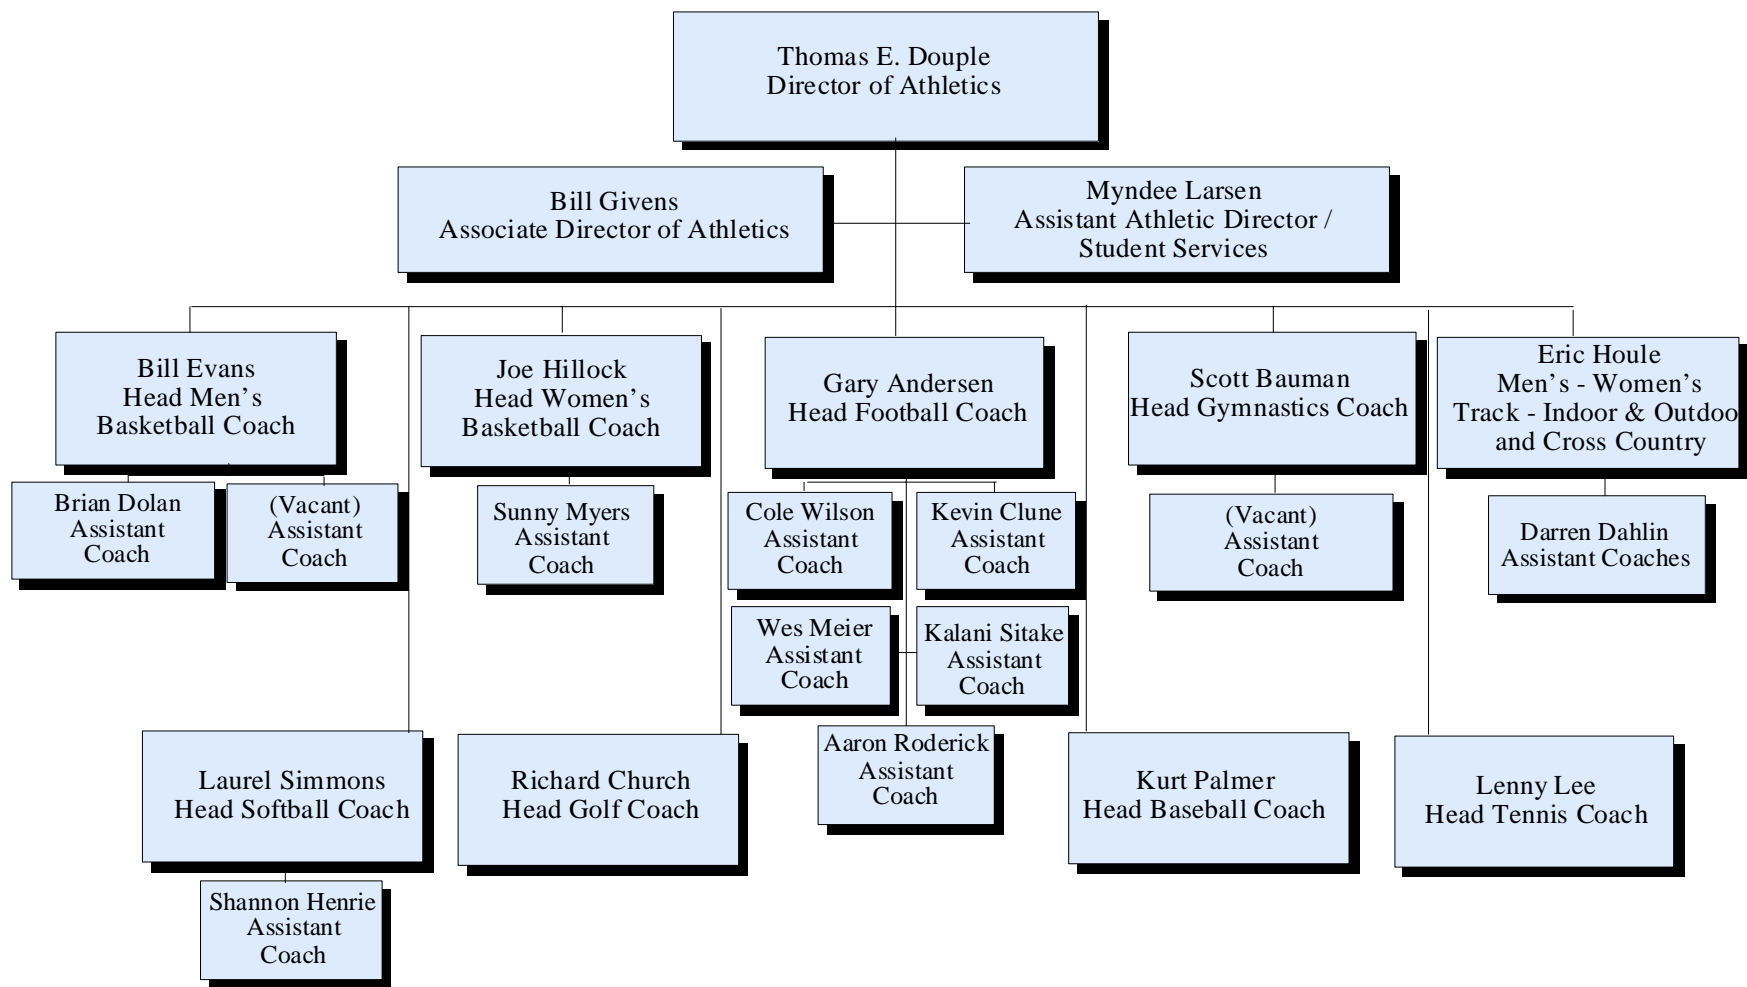 Thomas E. Douple
Director of Athletics
Bill Givens
Associate Director of Athletics
Myndee Larsen
Assistant Athletic Director /
Student Services
Bill Evans
Head Men’s
Basketball Coach
Joe Hillock
Head Women’s
Basketball Coach
Gary Andersen
Head Football Coach
Scott Bauman
Head Gymnastics Coach
Eric Houle
Men’s - Women’s
Track - Indoor & Outdoo
and Cross Country
Brian Dolan
Assistant
Coach
(Vacant)
Assistant
Coach
Sunny Myers
Assistant
Coach
Cole Wilson
Assistant
Coach
Kevin Clune
Assistant
Coach
(Vacant)
Assistant
Coach
Darren Dahlin
Assistant Coaches
Wes Meier
Assistant
Coach
Kalani Sitake
Assistant
Coach
Aaron Roderick
Assistant
Coach
Laurel Simmons
Head Softball Coach
Richard Church
Head Golf Coach
Kurt Palmer
Head Baseball Coach
Lenny Lee
Head Tennis Coach
Shannon Henrie
Assistant
Coach